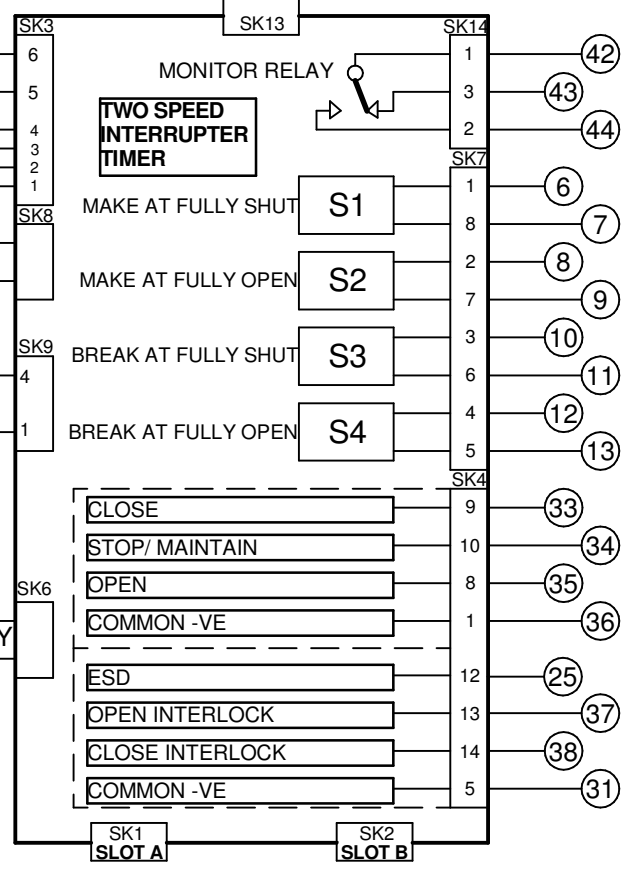 SK13
SK3
6
5
4
3
2
1
SK8
SK9
4
1
SK6
Y
MONITOR RELAY
TWO SPEED
INTERRUPTER
TIMER
SK14
1
42
3
43
2
44
SK7
MAKE AT FULLY SHUT
S1
1
6
8
7
MAKE AT FULLY OPEN
S2
2
8
7
9
BREAK AT FULLY SHUT
S3
3
10
6
11
BREAK AT FULLY OPEN
S4
4
12
5
13
SK4
CLOSE
9
33
STOP/ MAINTAIN
10
34
OPEN
8
35
COMMON -VE
1
36
ESD
12
25
OPEN INTERLOCK
13
37
CLOSE INTERLOCK
14
38
COMMON -VE
5
31
SK1
SLOT A
SK2
SLOT B